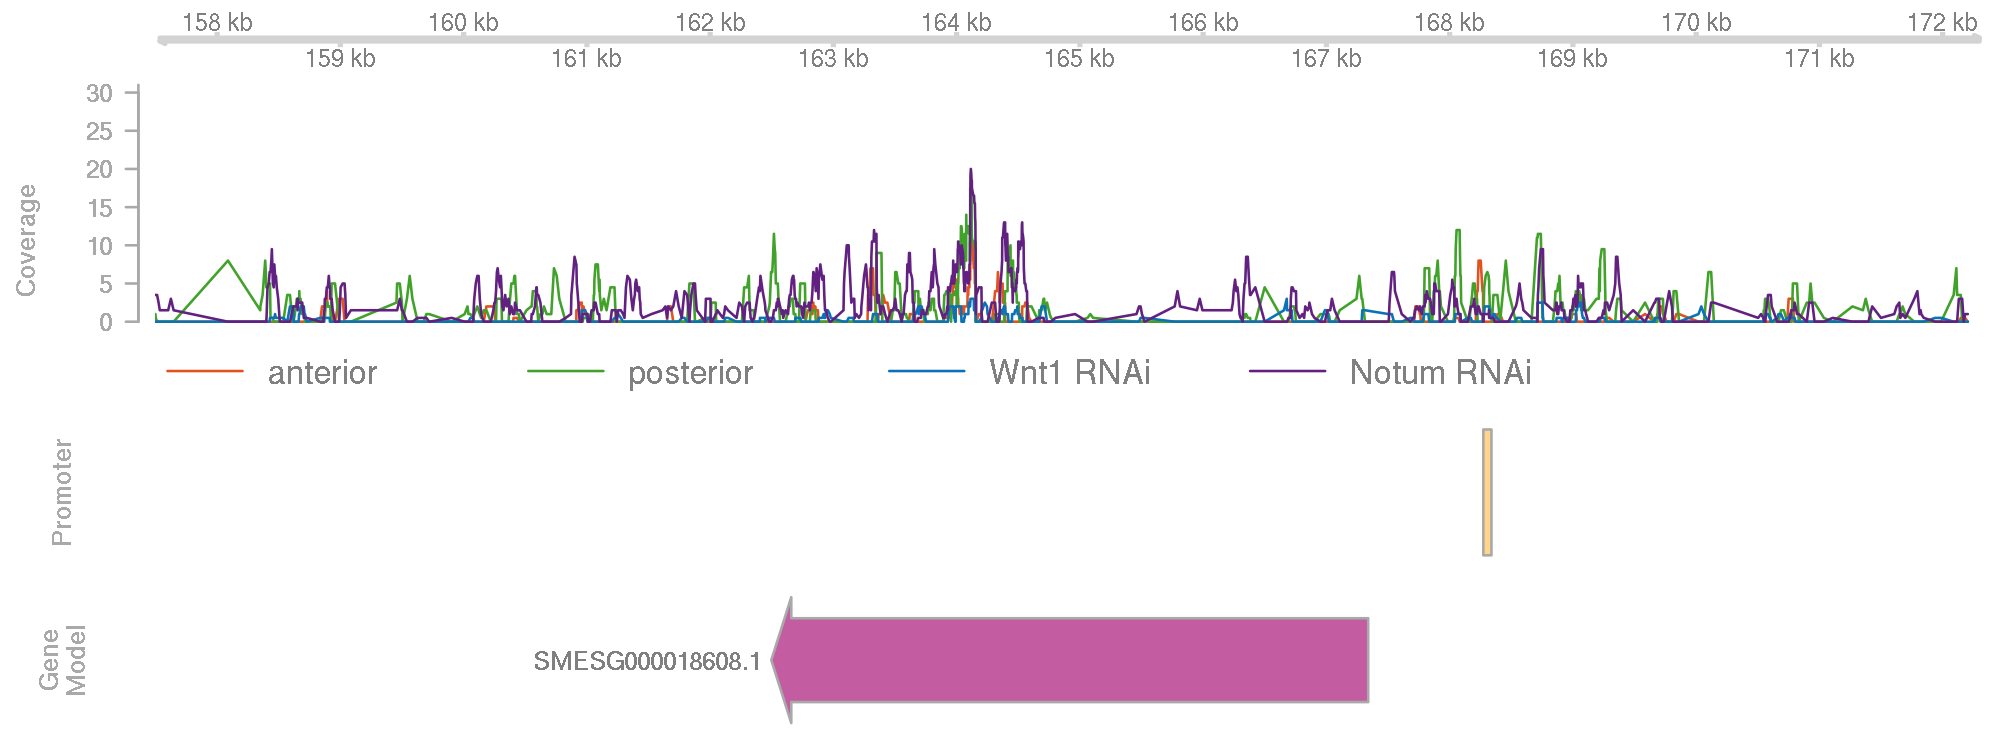 158 kb 160 kb 162 kb 164 kb 166 kb 168 kb 170 kb 172 kb
159 kb 161 kb 163 kb 165 kb 167 kb 169 kb 171 kb
Coverage
30
25
20
15
10
5
0
anterior posterior Wnt1 RNAi Notum RNAi
Promoter
Gene
Model
SMESG000018608.1